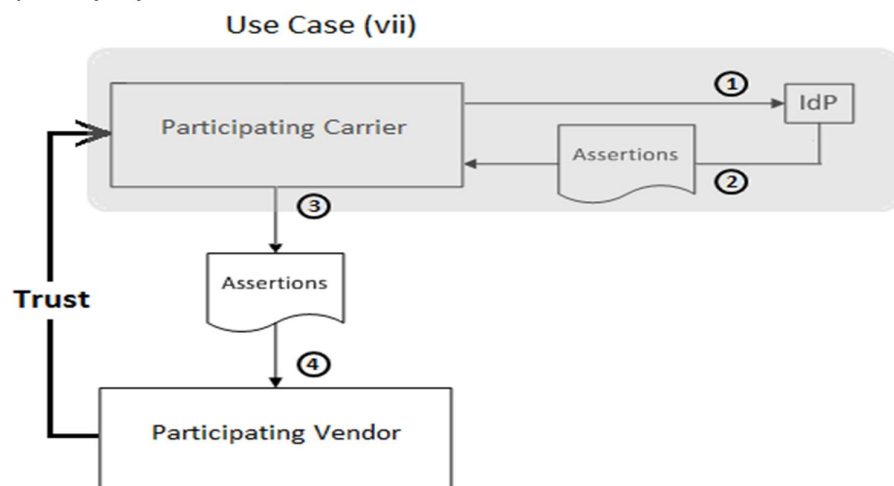 Use Case (vii)
①
IdP
Participating Carrier
Assertions
②
③
Assertions
Trust
④
Participating Vendor